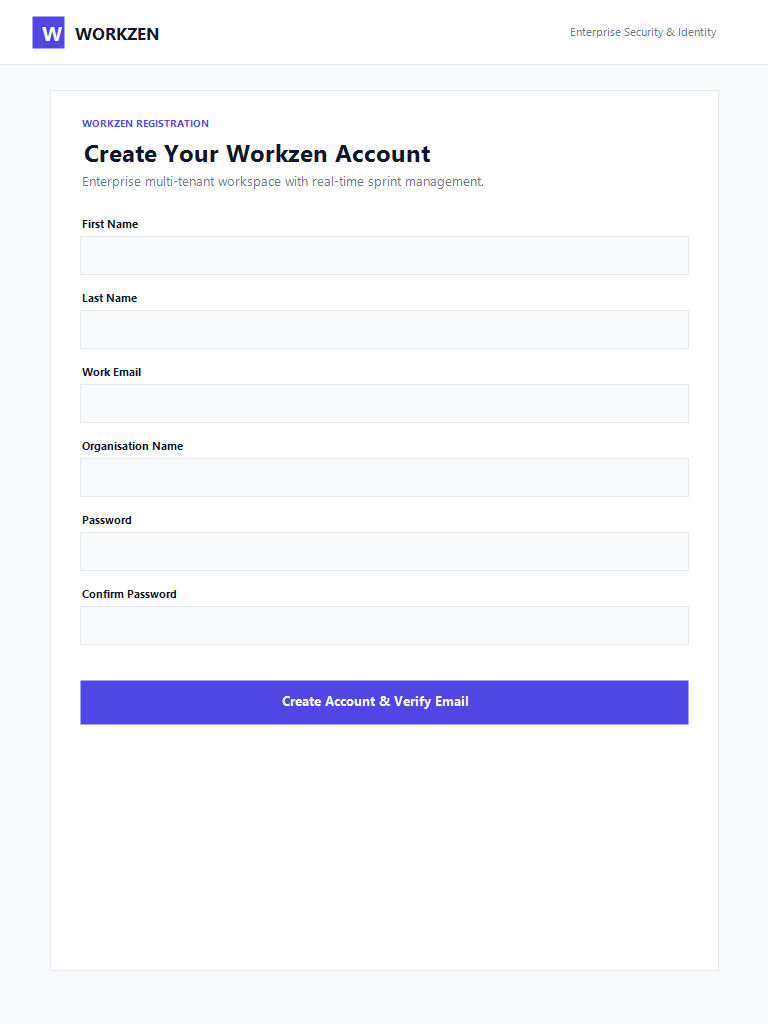 W WORKZEN
Enterprise Security & Identity
WORKZEN REGISTRATION
Create Your Workzen Account
Enterprise multi-tenant workspace with real-time sprint management.
First Name
Last Name
Work Email
Organisation Name
Password
Confirm Password
Create Account & Verify Email